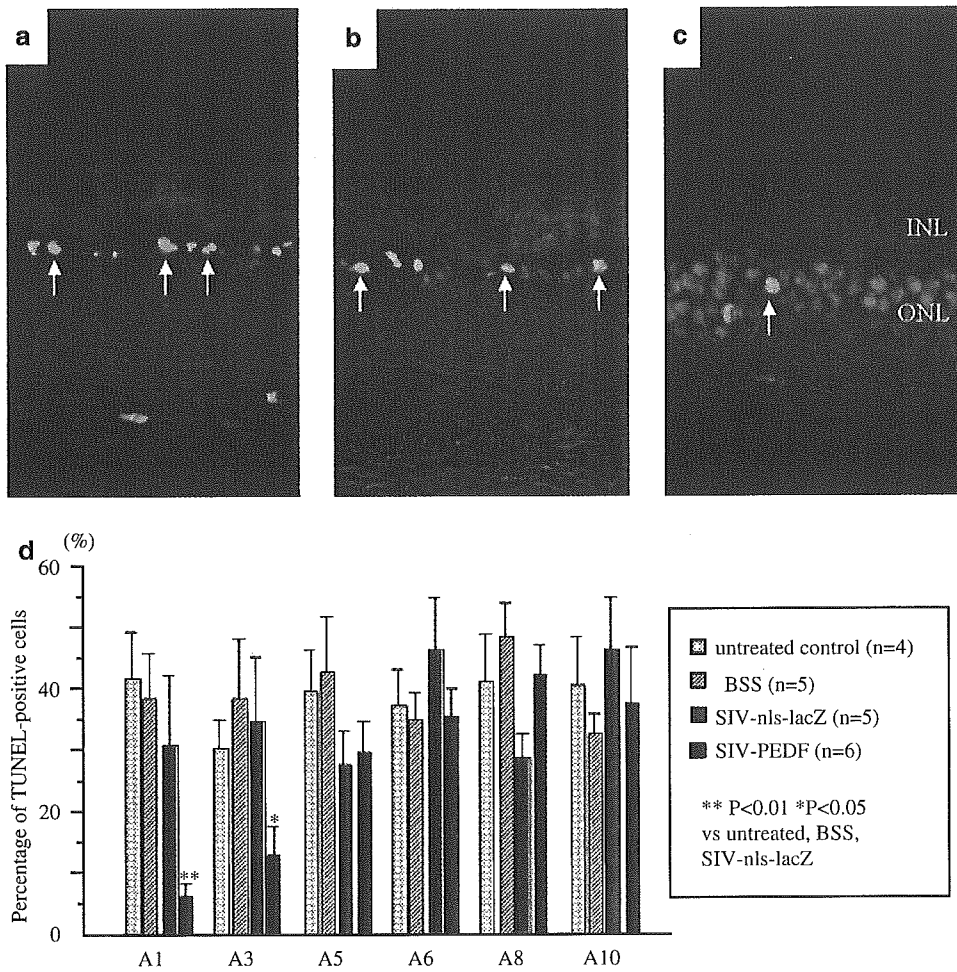 a
b
c
INL
ONL
d
(%)
60
40
20
0
Percentage of TUNEL-positive cells
A1
A3
A5
A6
A8
A10
**
*
untreated control (n=4)
BSS (n=5)
SIV-nls-lacZ (n=5)
SIV-PEDF (n=6)
** P<0.01 *P<0.05
vs untreated, BSS,
SIV-nls-lacZ